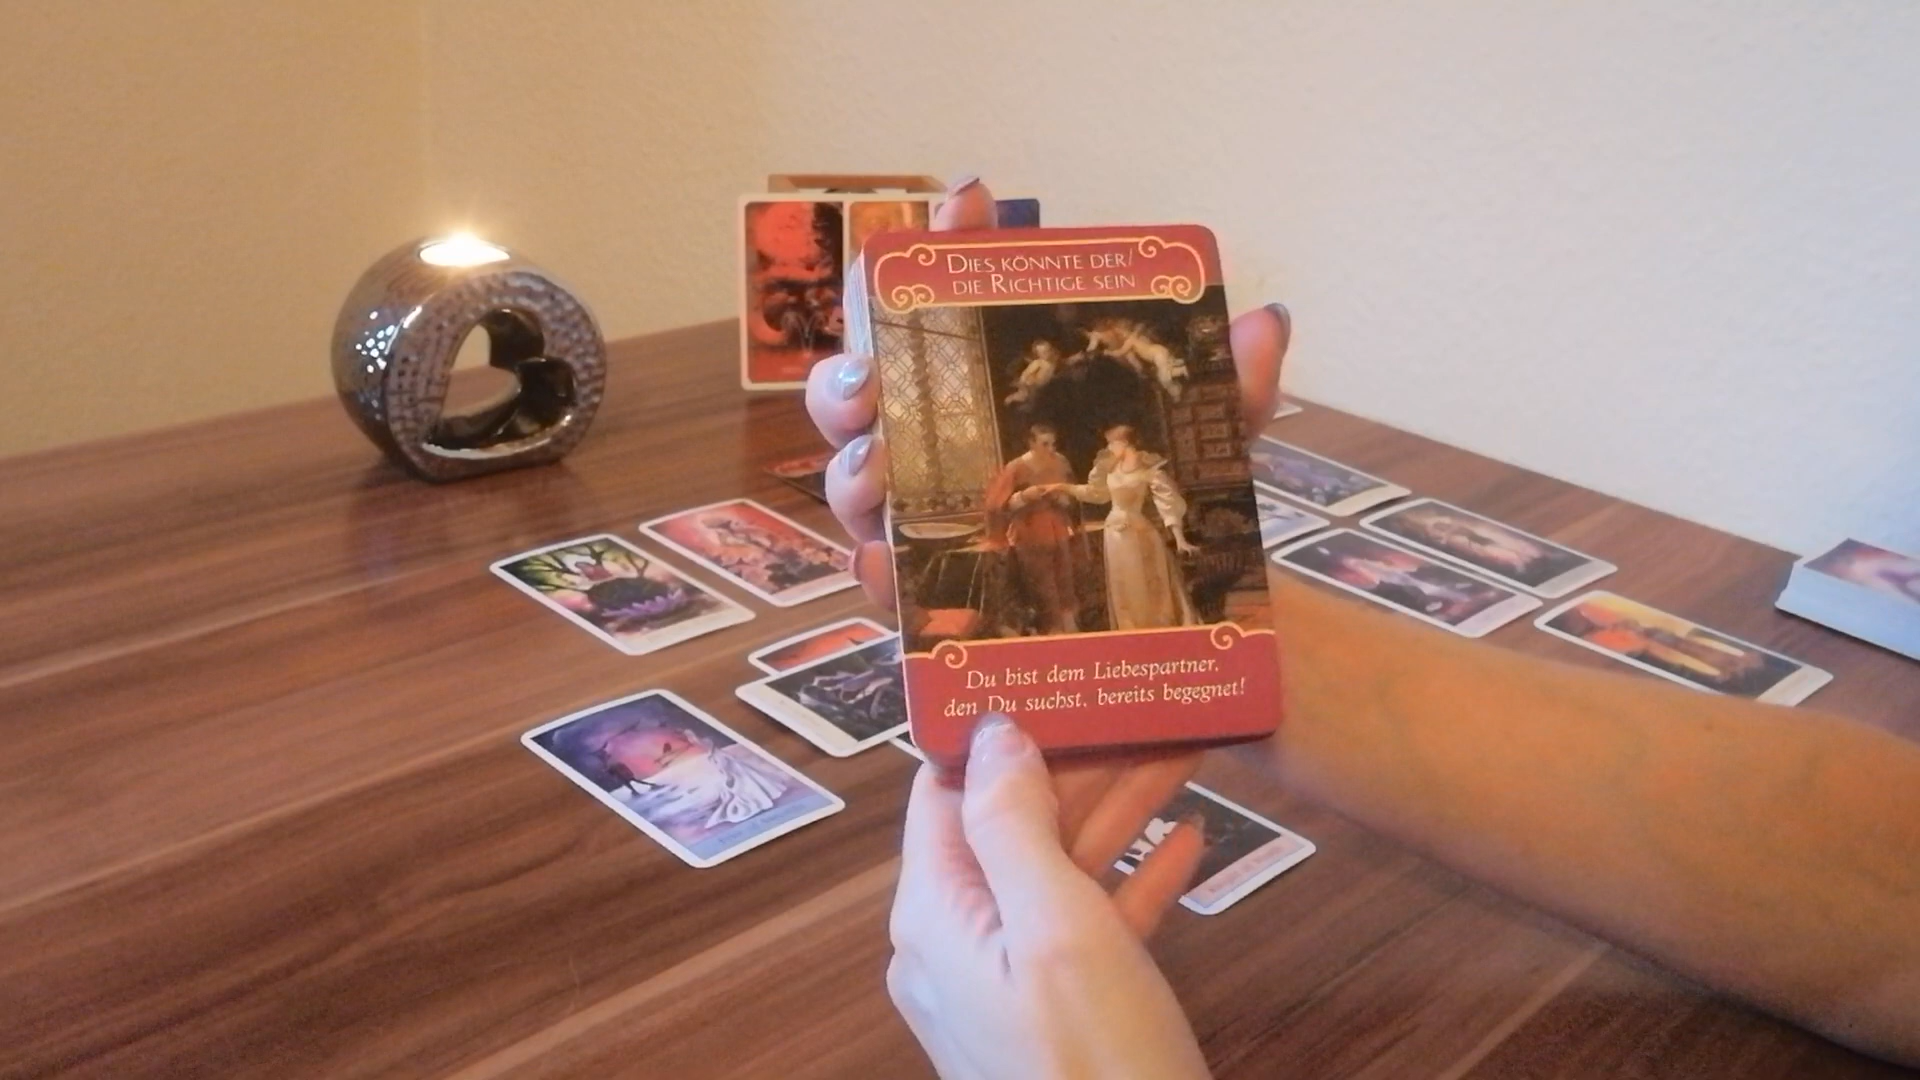 DIES KÖNNTE DER/
DIE RICHTIGE SEIN
Du bist dem Liebespartner,
den Du suchst, bereits begegnet!